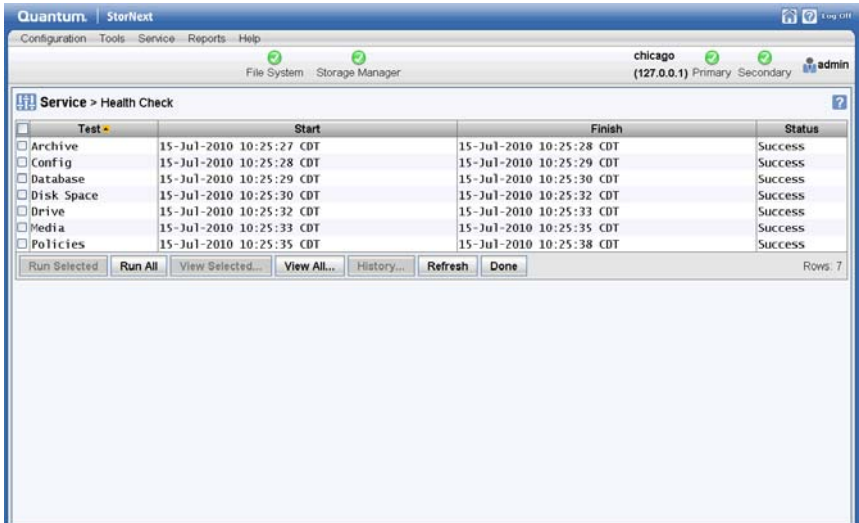 Quantum. StorNext Log Off
Configuration Tools Service Reports Help
File System Storage Manager chicago (127.0.0.1) Primary Secondary admin
Service > Health Check ?
Test Start Finish Status
Archive 15-Jul-2010 10:25:27 CDT 15-Jul-2010 10:25:28 CDT Success
Config 15-Jul-2010 10:25:28 CDT 15-Jul-2010 10:25:29 CDT Success
Database 15-Jul-2010 10:25:29 CDT 15-Jul-2010 10:25:30 CDT Success
Disk Space 15-Jul-2010 10:25:30 CDT 15-Jul-2010 10:25:32 CDT Success
Drive 15-Jul-2010 10:25:32 CDT 15-Jul-2010 10:25:33 CDT Success
Media 15-Jul-2010 10:25:33 CDT 15-Jul-2010 10:25:35 CDT Success
Policies 15-Jul-2010 10:25:35 CDT 15-Jul-2010 10:25:38 CDT Success
Run Selected Run All View Selected... View All... History... Refresh Done Rows: 7